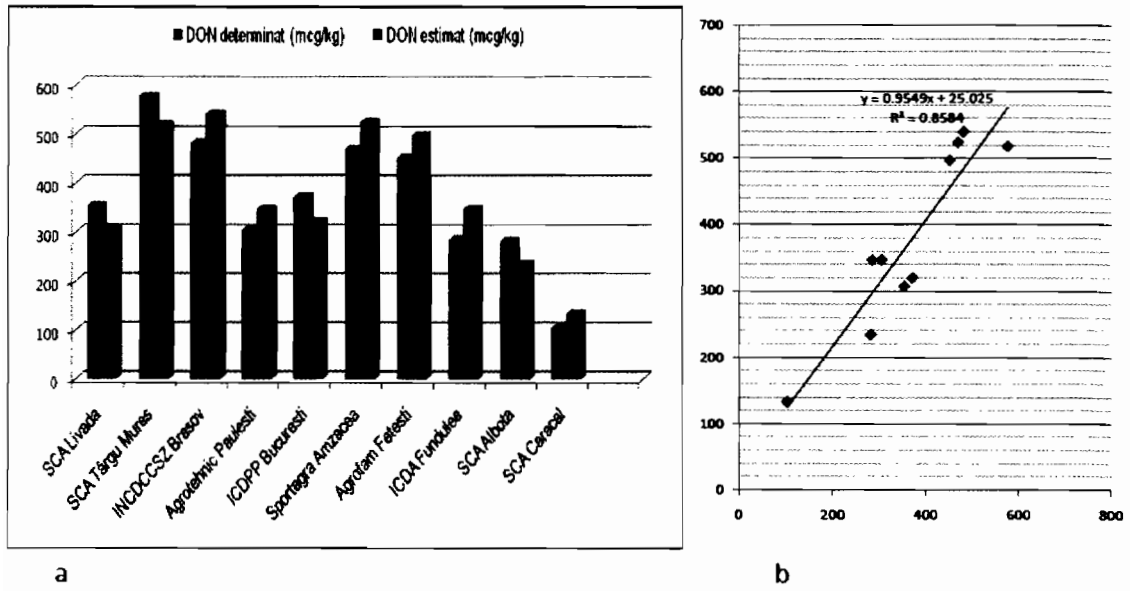 DON determinat (mcg/kg) DON estimat (mcg/kg)
600
500
400
300
200
100
0
SCA Livada
SCA Târgu Mures
INCDCCSZ Brasov
Agrotehnic Paulesti
ICDPP Bucuresti
Sportagra Amzacea
Agrofam Fetesti
ICDA Fundulea
SCA Albota
SCA Caracal
a
700
600
500
400
300
200
100
0
y = 0.9549x + 25.025
R² = 0.8584
0 200 400 600 800
b